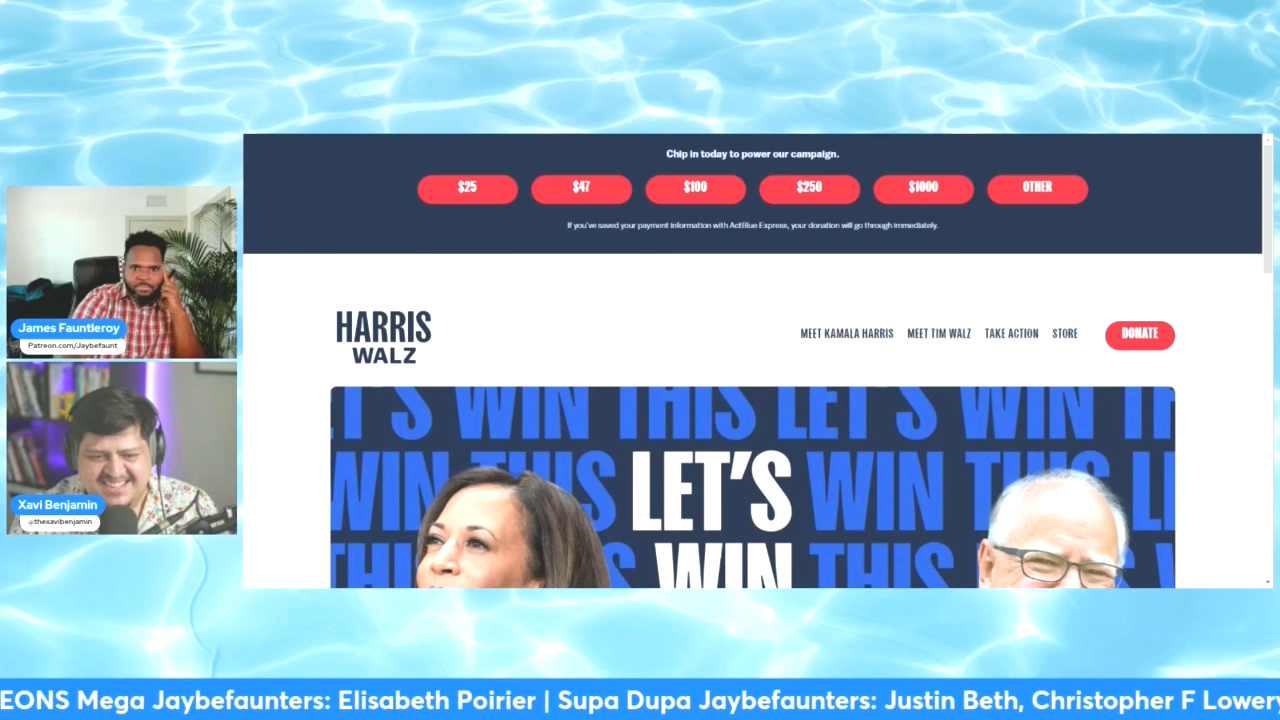 Chip in today to power our campaign.
$25 $47 $100 $250 $1000 OTHER
If you've saved your payment information with ActBlue Express, your donation will go through immediately.
HARRIS
WALZ
MEET KAMALA HARRIS MEET TIM WALZ TAKE ACTION STORE DONATE
LET'S WIN THIS LET'S WIN TH
WIN THIS LET'S WIN THIS LE
THIS WIN THIS W
James Fauntleroy
Patreon.com/Jaybefaunt
Xavi Benjamin
@thexavibenjamin
EONS Mega Jaybefaunters: Elisabeth Poirier | Supa Dupa Jaybefaunters: Justin Beth, Christopher F Lowery